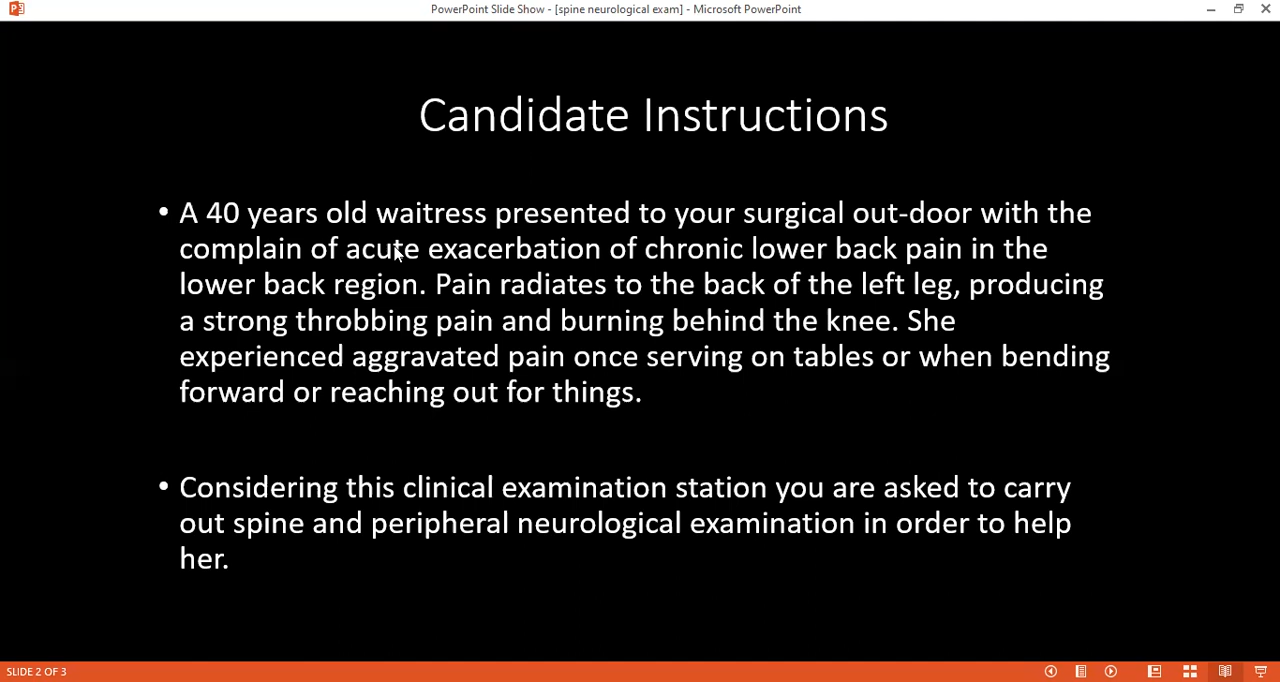 PowerPoint Slide Show - [spine neurological exam] - Microsoft PowerPoint
Candidate Instructions
• A 40 years old waitress presented to your surgical out-door with the
complain of acute exacerbation of chronic lower back pain in the
lower back region. Pain radiates to the back of the left leg, producing
a strong throbbing pain and burning behind the knee. She
experienced aggravated pain once serving on tables or when bending
forward or reaching out for things.
• Considering this clinical examination station you are asked to carry
out spine and peripheral neurological examination in order to help
her.
SLIDE 2 OF 3